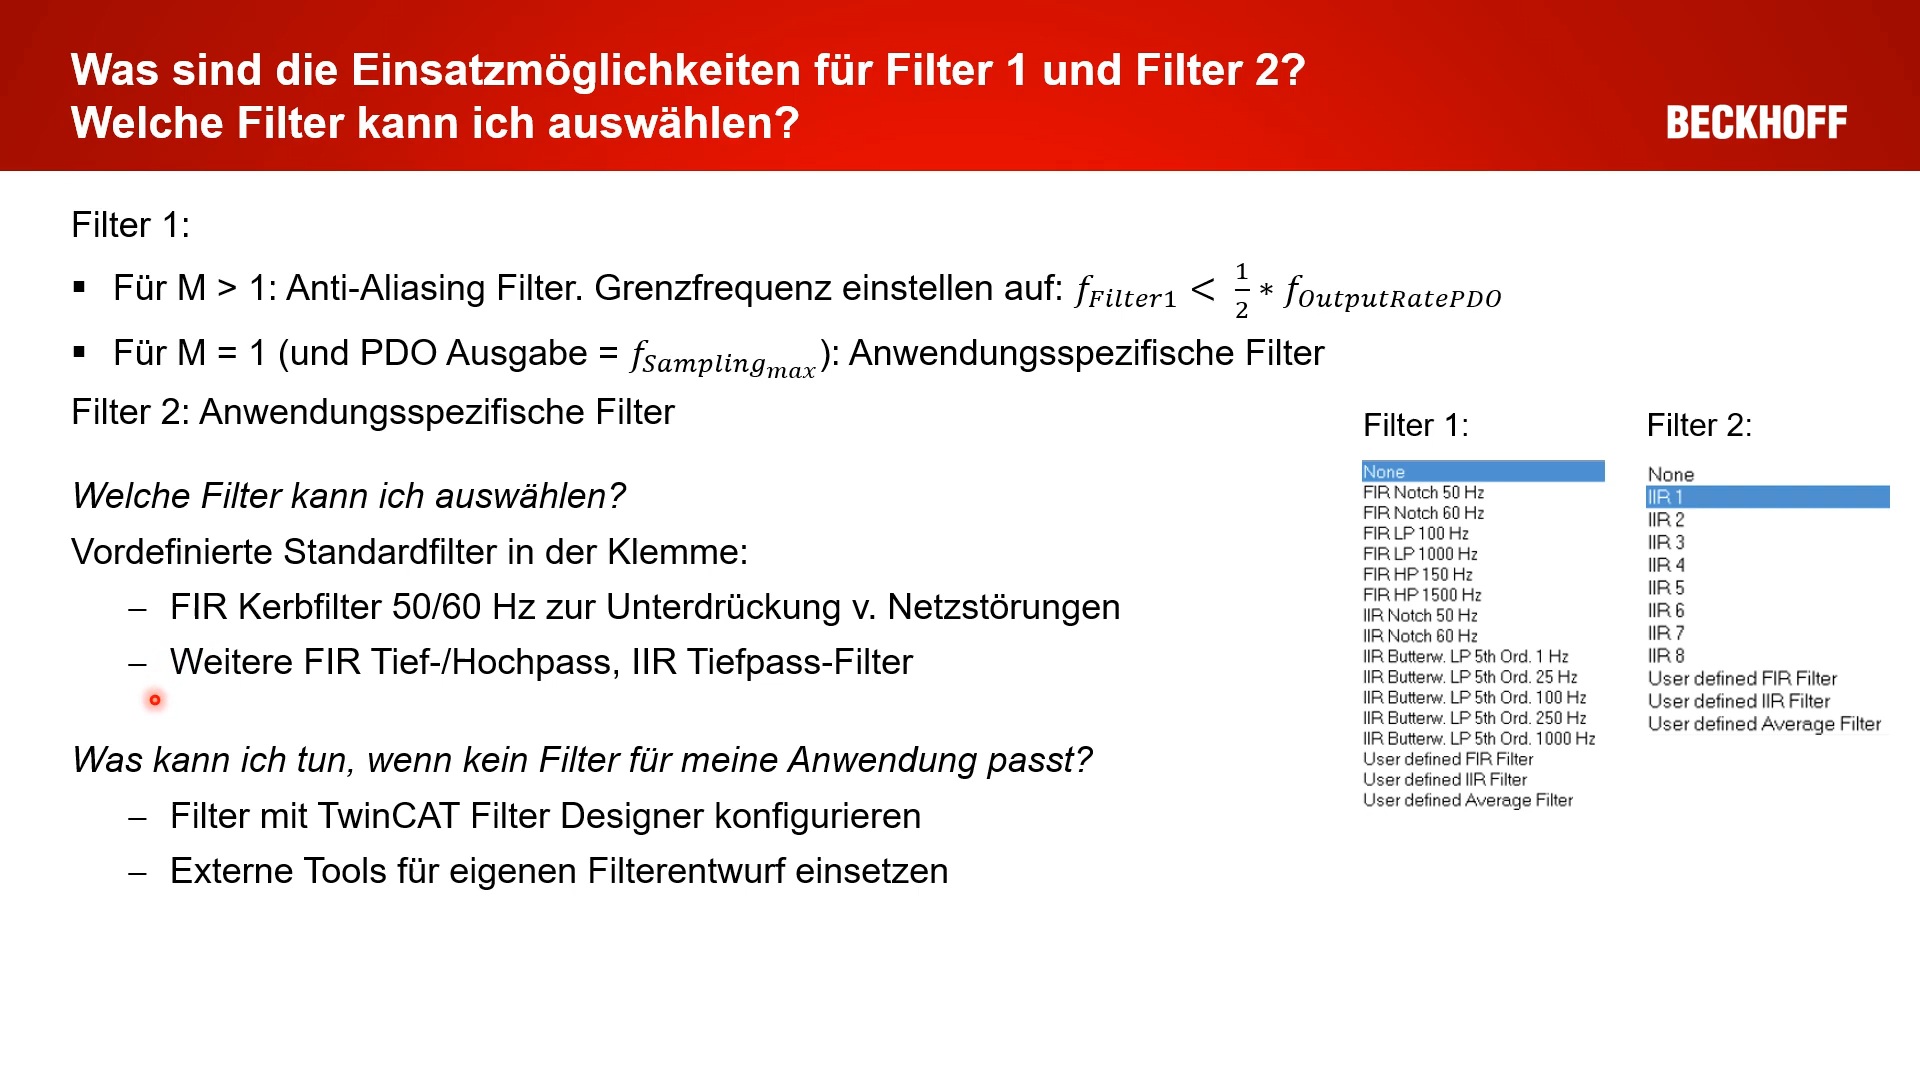 Was sind die Einsatzmöglichkeiten für Filter 1 und Filter 2?
Welche Filter kann ich auswählen?
BECKHOFF
Filter 1:
▪ Für M > 1: Anti-Aliasing Filter. Grenzfrequenz einstellen auf: f_Filter1 < 1/2 * f_OutputRatePDO
▪ Für M = 1 (und PDO Ausgabe = f_Sampling_max): Anwendungsspezifische Filter
Filter 2: Anwendungsspezifische Filter
Welche Filter kann ich auswählen?
Vordefinierte Standardfilter in der Klemme:
– FIR Kerbfilter 50/60 Hz zur Unterdrückung v. Netzstörungen
– Weitere FIR Tief-/Hochpass, IIR Tiefpass-Filter
Was kann ich tun, wenn kein Filter für meine Anwendung passt?
– Filter mit TwinCAT Filter Designer konfigurieren
– Externe Tools für eigenen Filterentwurf einsetzen
Filter 1:
None
FIR Notch 50 Hz
FIR Notch 60 Hz
FIR LP 100 Hz
FIR LP 1000 Hz
FIR HP 150 Hz
FIR HP 1500 Hz
IIR Notch 50 Hz
IIR Notch 60 Hz
IIR Butterw. LP 5th Ord. 1 Hz
IIR Butterw. LP 5th Ord. 25 Hz
IIR Butterw. LP 5th Ord. 100 Hz
IIR Butterw. LP 5th Ord. 250 Hz
IIR Butterw. LP 5th Ord. 1000 Hz
User defined FIR Filter
User defined IIR Filter
User defined Average Filter
Filter 2:
None
IIR 1
IIR 2
IIR 3
IIR 4
IIR 5
IIR 6
IIR 7
IIR 8
User defined FIR Filter
User defined IIR Filter
User defined Average Filter